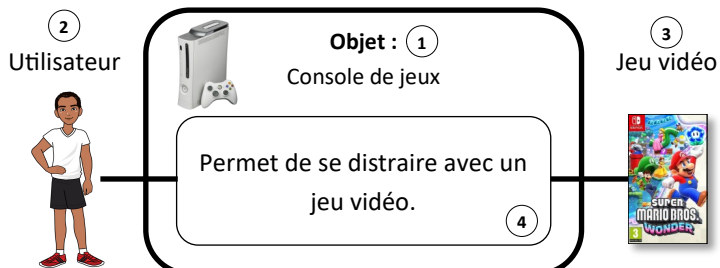 2
Utilisateur
Objet : 1
Console de jeux
3
Jeu vidéo
Permet de se distraire avec un
jeu vidéo.
4
SUPER
MARIO BROS.
WONDER
3